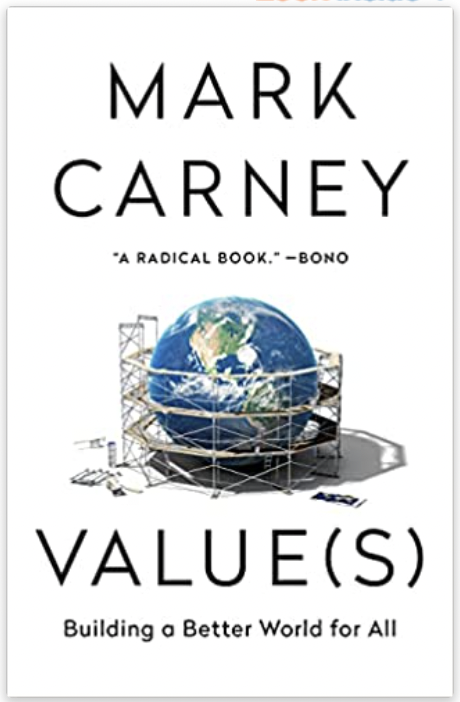 MARK
CARNEY
"A RADICAL BOOK." —BONO
VALUE(S)
Building a Better World for All